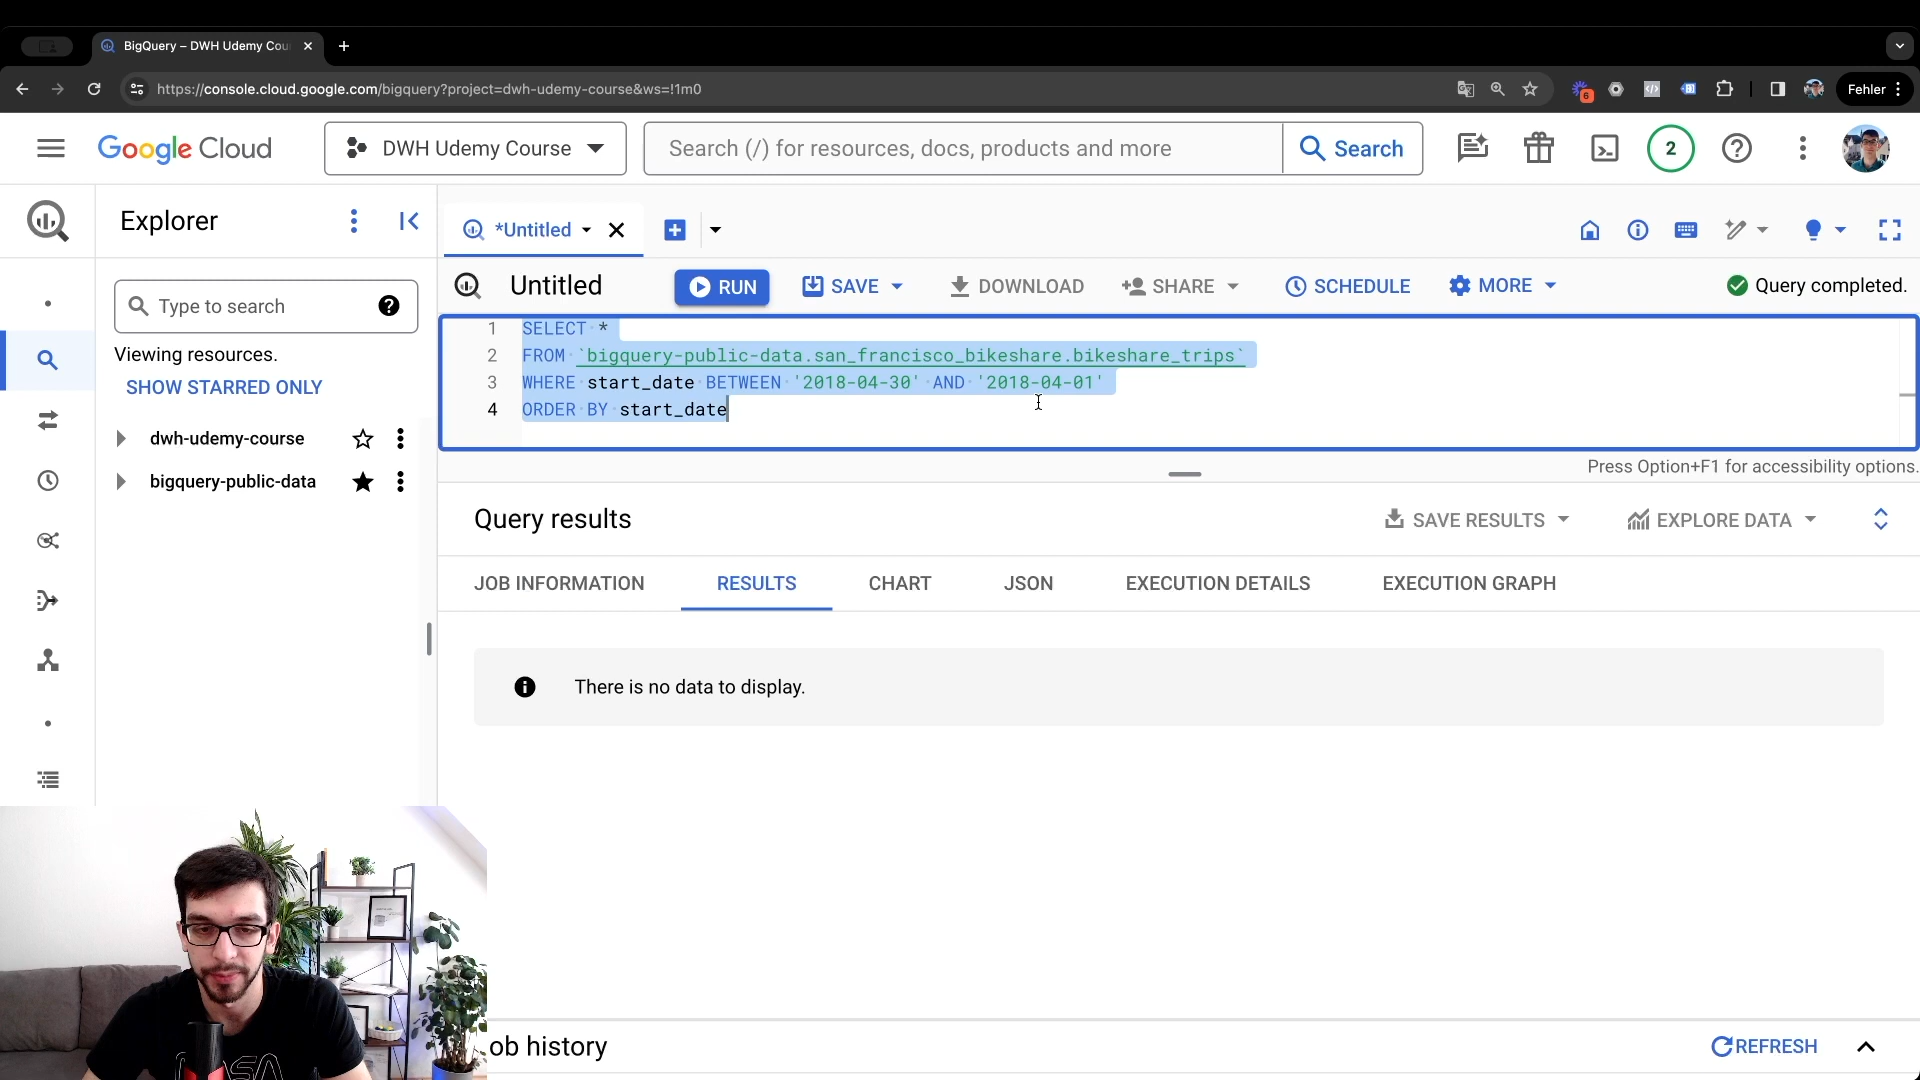 BigQuery – DWH Udemy Cou
https://console.cloud.google.com/bigquery?project=dwh-udemy-course&ws=!1m0
6
Fehler
Google Cloud
DWH Udemy Course
Search (/) for resources, docs, products and more
Search
2
Explorer
*Untitled
Untitled
RUN
SAVE
DOWNLOAD
SHARE
SCHEDULE
MORE
Query completed.
Type to search
Viewing resources.
SHOW STARRED ONLY
dwh-udemy-course
bigquery-public-data
1 SELECT *
2 FROM `bigquery-public-data.san_francisco_bikeshare.bikeshare_trips`
3 WHERE start_date BETWEEN '2018-04-30' AND '2018-04-01'
4 ORDER BY start_date
Press Option+F1 for accessibility options.
Query results
SAVE RESULTS
EXPLORE DATA
JOB INFORMATION
RESULTS
CHART
JSON
EXECUTION DETAILS
EXECUTION GRAPH
There is no data to display.
ob history
REFRESH